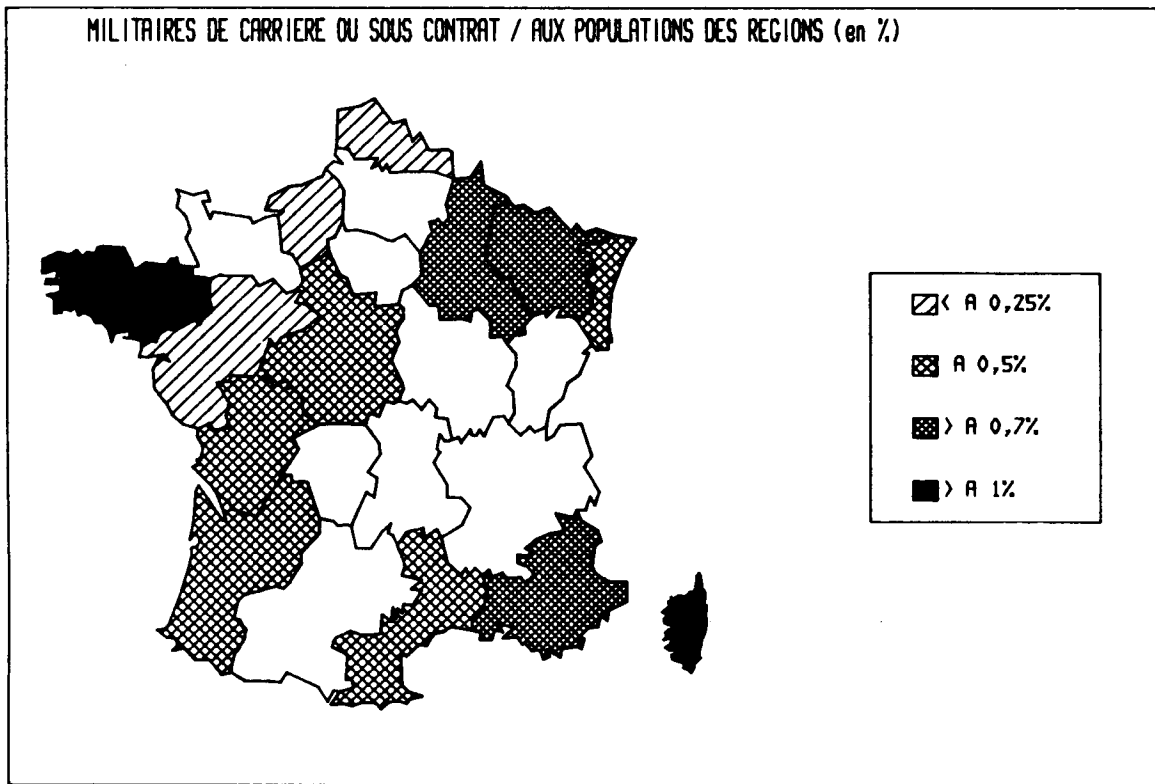 MILITAIRES DE CARRIERE OU SOUS CONTRAT / AUX POPULATIONS DES REGIONS (en %)
< A 0,25%
A 0,5%
> A 0,7%
> A 1%